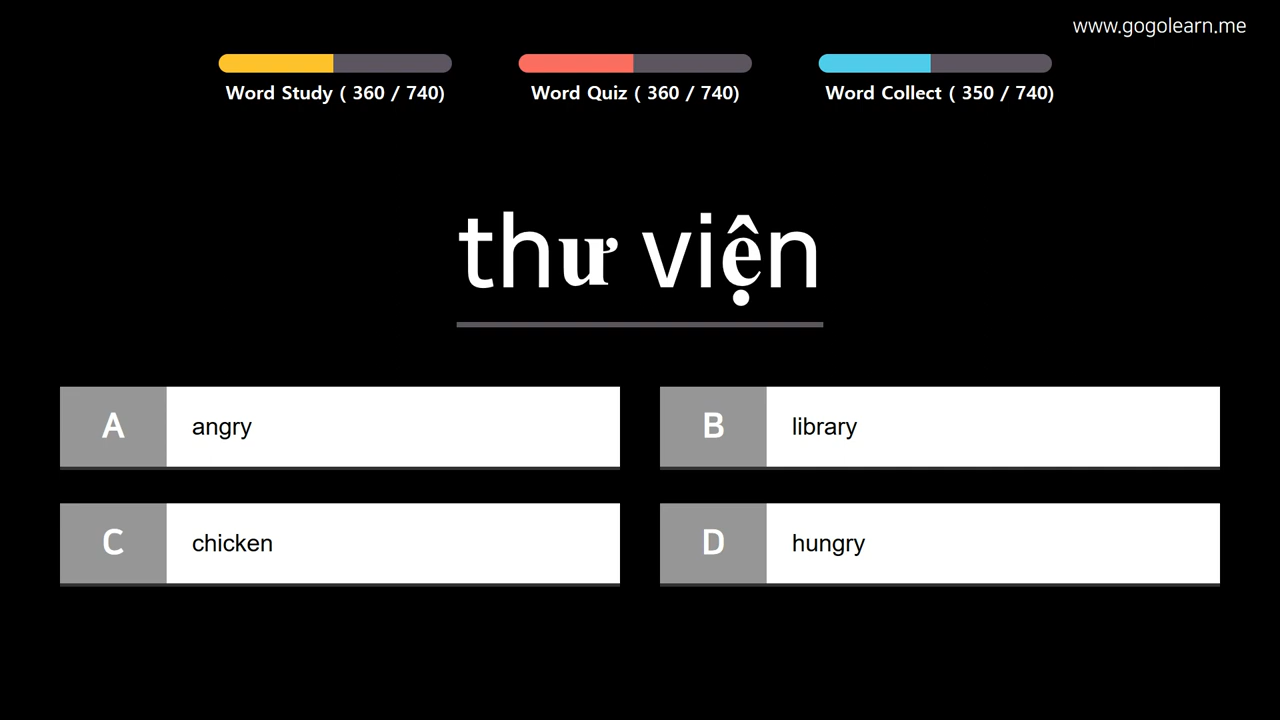 www.gogolearn.me
Word Study ( 360 / 740)
Word Quiz ( 360 / 740)
Word Collect ( 350 / 740)
thư viện
A angry
B library
C chicken
D hungry